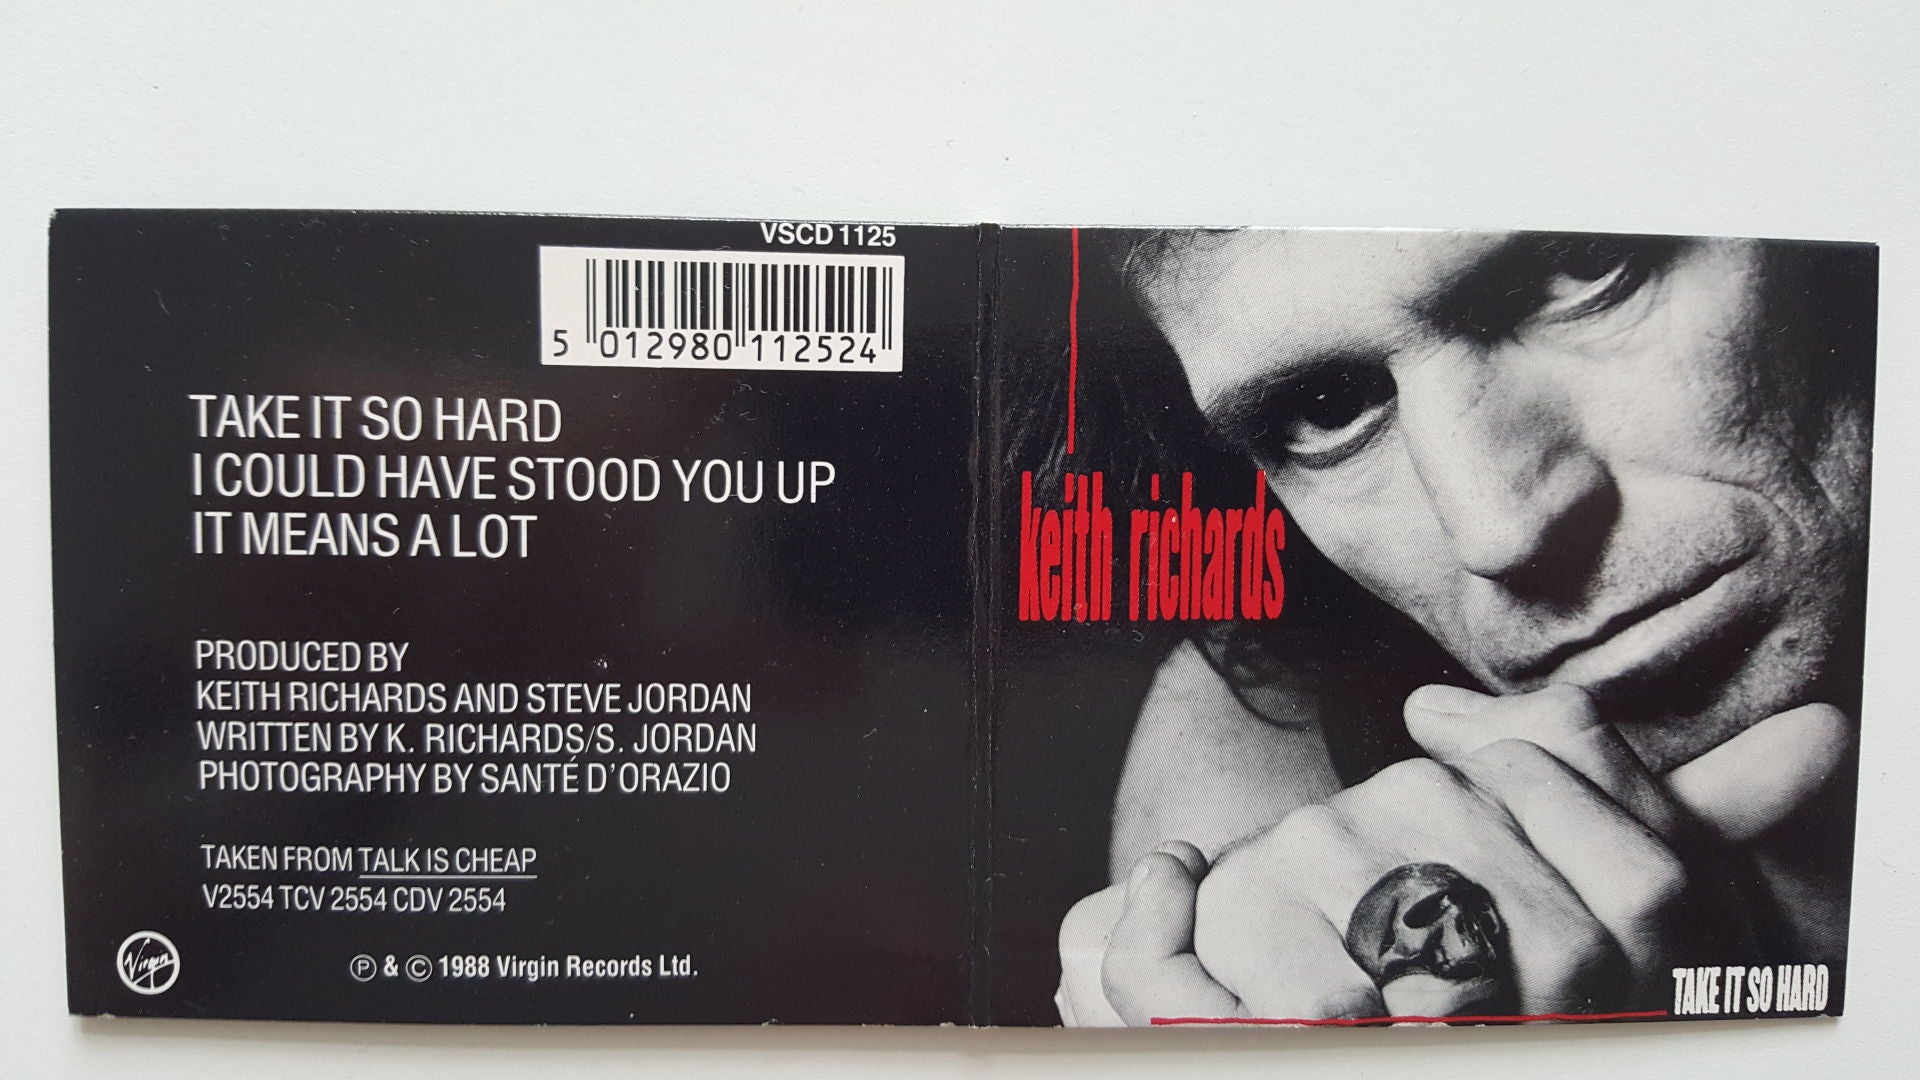 VSCD 1125
5 012980 112524
TAKE IT SO HARD
I COULD HAVE STOOD YOU UP
IT MEANS A LOT
PRODUCED BY
KEITH RICHARDS AND STEVE JORDAN
WRITTEN BY K. RICHARDS/S. JORDAN
PHOTOGRAPHY BY SANTÉ D'ORAZIO
TAKEN FROM TALK IS CHEAP
V2554 TCV 2554 CDV 2554
Virgin
℗ & © 1988 Virgin Records Ltd.
keith richards
TAKE IT SO HARD